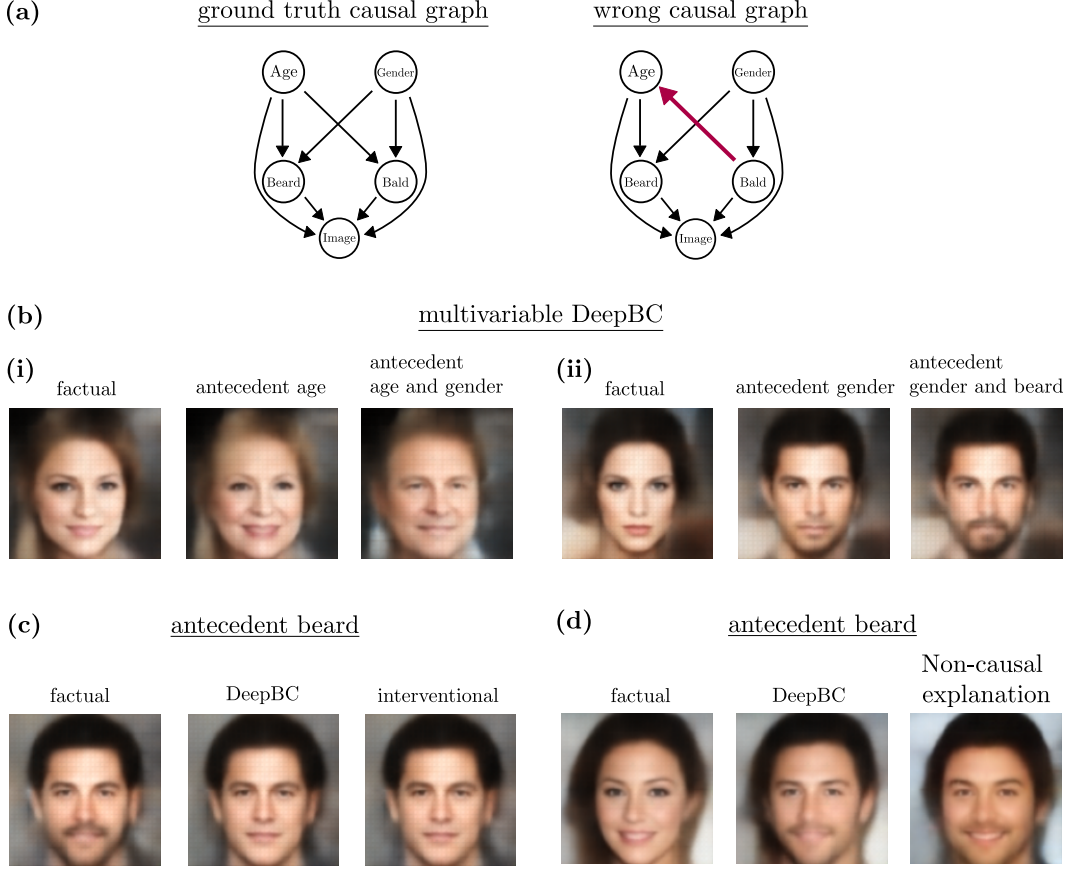 (a)
ground truth causal graph
wrong causal graph
Age
Gender
Beard
Bald
Image
Age
Gender
Beard
Bald
Image
(b)
multivariable DeepBC
(i)
factual
antecedent age
antecedent
age and gender
(ii)
factual
antecedent gender
antecedent
gender and beard
(c)
antecedent beard
factual
DeepBC
interventional
(d)
antecedent beard
factual
DeepBC
Non-causal
explanation